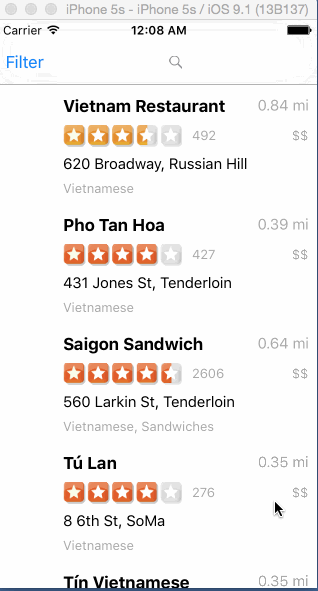 iPhone 5s - iPhone 5s / iOS 9.1 (13B137)
Carrier 12:08 AM
Filter
Vietnam Restaurant 0.84 mi
492 $$
620 Broadway, Russian Hill
Vietnamese
Pho Tan Hoa 0.39 mi
427 $$
431 Jones St, Tenderloin
Vietnamese
Saigon Sandwich 0.64 mi
2606 $$
560 Larkin St, Tenderloin
Vietnamese, Sandwiches
Tú Lan 0.35 mi
276 $$
8 6th St, SoMa
Vietnamese
Tín Vietnamese 0.35 mi